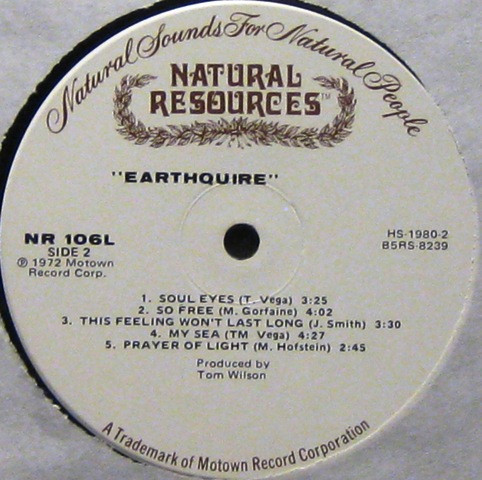 Natural Sounds For Natural People
NATURAL
RESOURCES™
"EARTHQUIRE"
NR 106L
SIDE 2
℗ 1972 Motown
Record Corp.
HS-1980-2
B5RS-8239
1. SOUL EYES (T. Vega) 3:25
2. SO FREE (M. Gorfaine) 4:02
3. THIS FEELING WON'T LAST LONG (J. Smith) 3:30
4. MY SEA (TM Vega) 4:27
5. PRAYER OF LIGHT (M. Hofstein) 2:45
Produced by
Tom Wilson
A Trademark of Motown Record Corporation